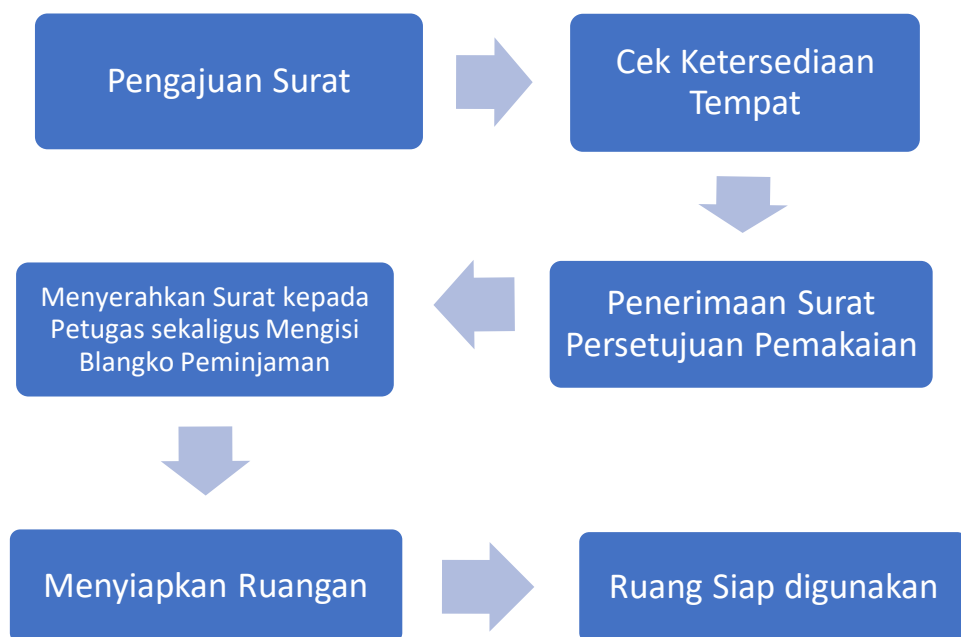 Pengajuan Surat
Cek Ketersediaan
Tempat
Penerimaan Surat
Persetujuan Pemakaian
Menyerahkan Surat kepada
Petugas sekaligus Mengisi
Blangko Peminjaman
Menyiapkan Ruangan
Ruang Siap digunakan